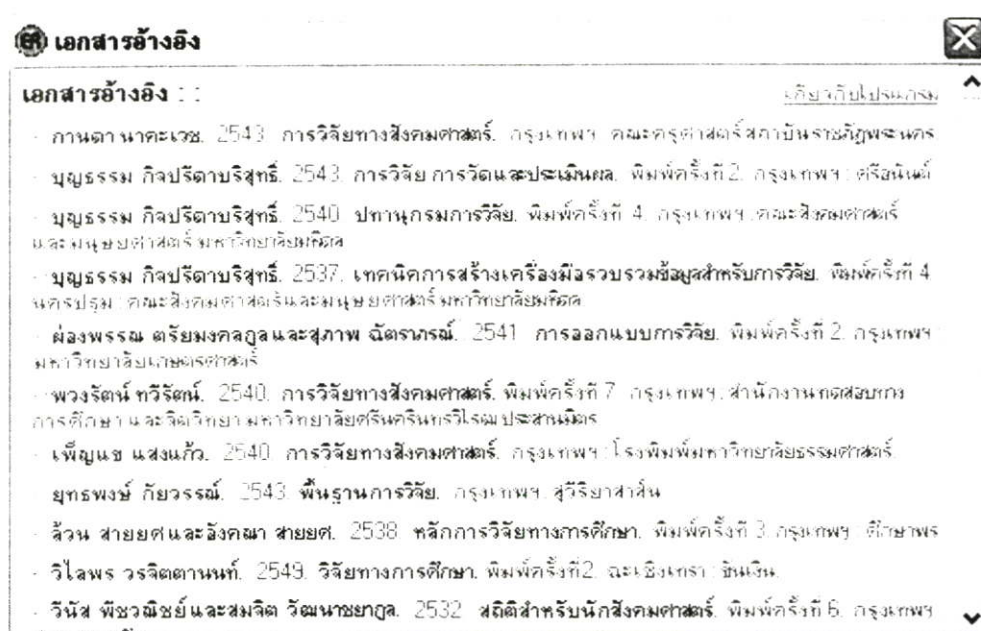 เอกสารอ้างอิง
เอกสารอ้างอิง : :
เกี่ยวกับโปรแกรม
- กานดา นาคะเวช. 2543 การวิจัยทางสังคมศาสตร์. กรุงเทพฯ คณะครุศาสตร์สถาบันราชภัฏพระนคร
- บุญธรรม กิจปรีดาบริสุทธิ์. 2543. การวิจัย การวัดและประเมินผล. พิมพ์ครั้งที่ 2. กรุงเทพฯ : ศรีอนันต์
- บุญธรรม กิจปรีดาบริสุทธิ์. 2540 ปทานุกรมการวิจัย. พิมพ์ครั้งที่ 4. กรุงเทพฯ : คณะสังคมศาสตร์
และมนุษยศาสตร์ มหาวิทยาลัยมหิดล
- บุญธรรม กิจปรีดาบริสุทธิ์. 2537. เทคนิคการสร้างเครื่องมือรวบรวมข้อมูลสำหรับการวิจัย. พิมพ์ครั้งที่ 4
นครปฐม : คณะสังคมศาสตร์และมนุษยศาสตร์ มหาวิทยาลัยมหิดล
- ผ่องพรรณ ตรัยมงคลกูล และสุภาพ ฉัตราภรณ์. 2541 การออกแบบการวิจัย. พิมพ์ครั้งที่ 2. กรุงเทพฯ :
มหาวิทยาลัยเกษตรศาสตร์
- พวงรัตน์ ทวีรัตน์. 2540. การวิจัยทางสังคมศาสตร์. พิมพ์ครั้งที่ 7 กรุงเทพฯ : สำนักงานทดสอบทาง
การศึกษา และจิตวิทยา มหาวิทยาลัยศรีนครินทรวิโรฒ ประสานมิตร
- เพ็ญแข แสงแก้ว. 2540 การวิจัยทางสังคมศาสตร์. กรุงเทพฯ : โรงพิมพ์มหาวิทยาลัยธรรมศาสตร์.
- ยุทธพงษ์ กัยวรรณ์. 2543. พื้นฐานการวิจัย. กรุงเทพฯ. สุวีริยาสาส์น
- ล้วน สายยศ และอังคณา สายยศ. 2538 หลักการวิจัยทางการศึกษา. พิมพ์ครั้งที่ 3. กรุงเทพฯ : ศึกษาพร
- วิไลพร วรจิตตานนท์. 2549. วิจัยทางการศึกษา. พิมพ์ครั้งที่2. ฉะเชิงเทรา : ชินเงิน.
- วีนัส พีชวณิชย์ และสมจิต วัฒนาชยากูล. 2532 สถิติสำหรับนักสังคมศาสตร์. พิมพ์ครั้งที่ 6. กรุงเทพฯ